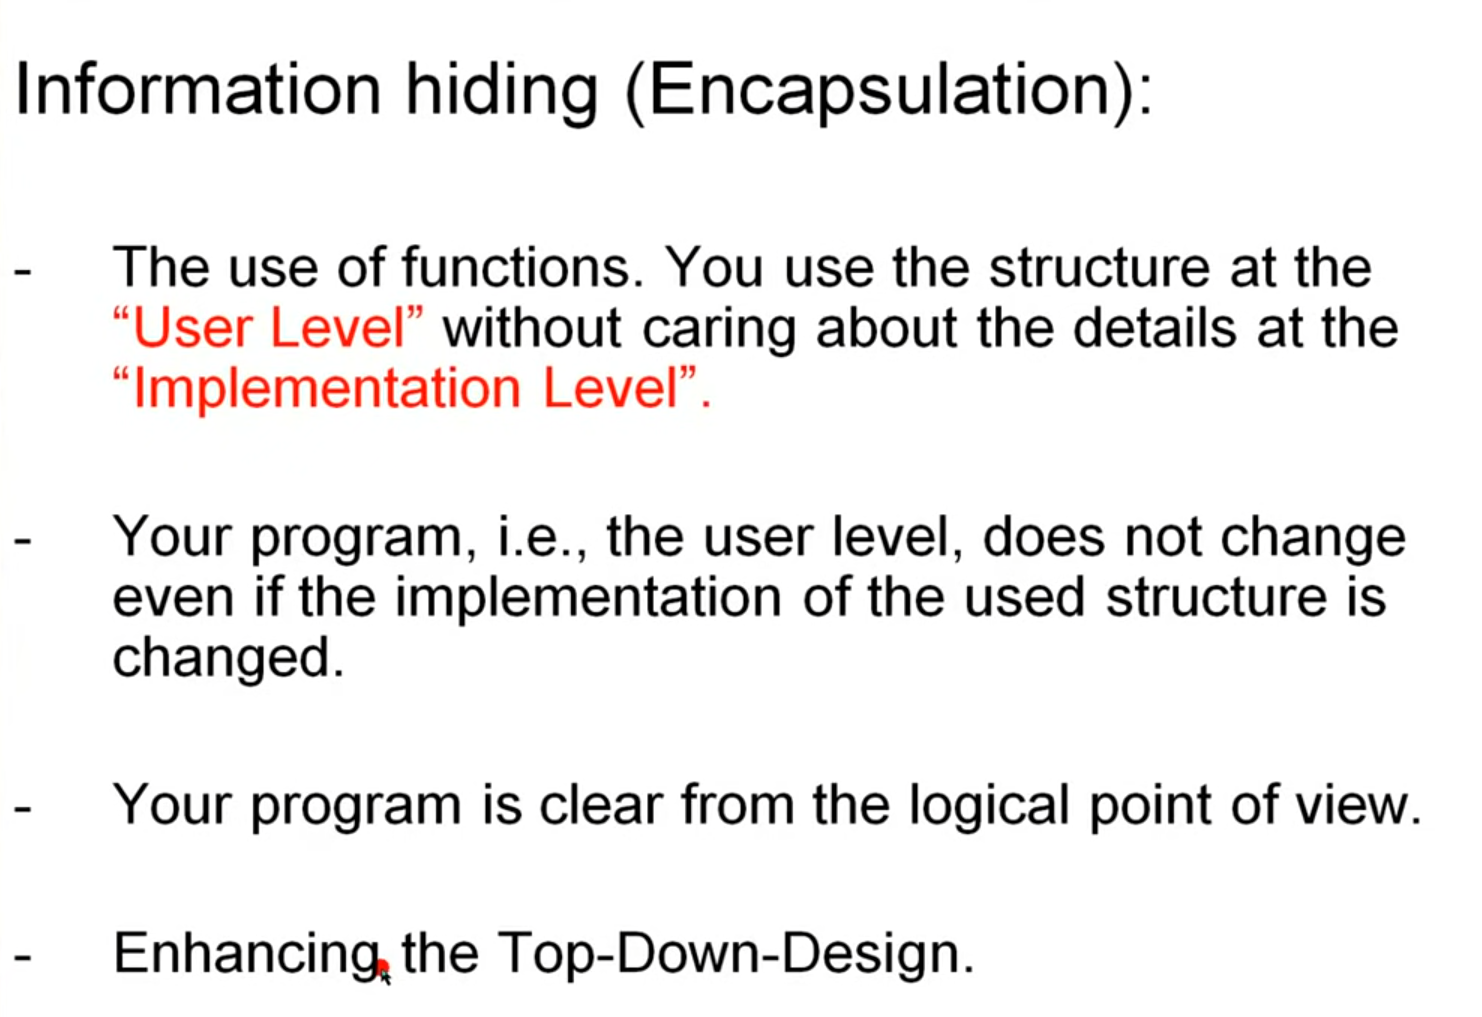 Information hiding (Encapsulation):
- The use of functions. You use the structure at the
“User Level” without caring about the details at the
“Implementation Level”.
- Your program, i.e., the user level, does not change
even if the implementation of the used structure is
changed.
- Your program is clear from the logical point of view.
- Enhancing the Top-Down-Design.